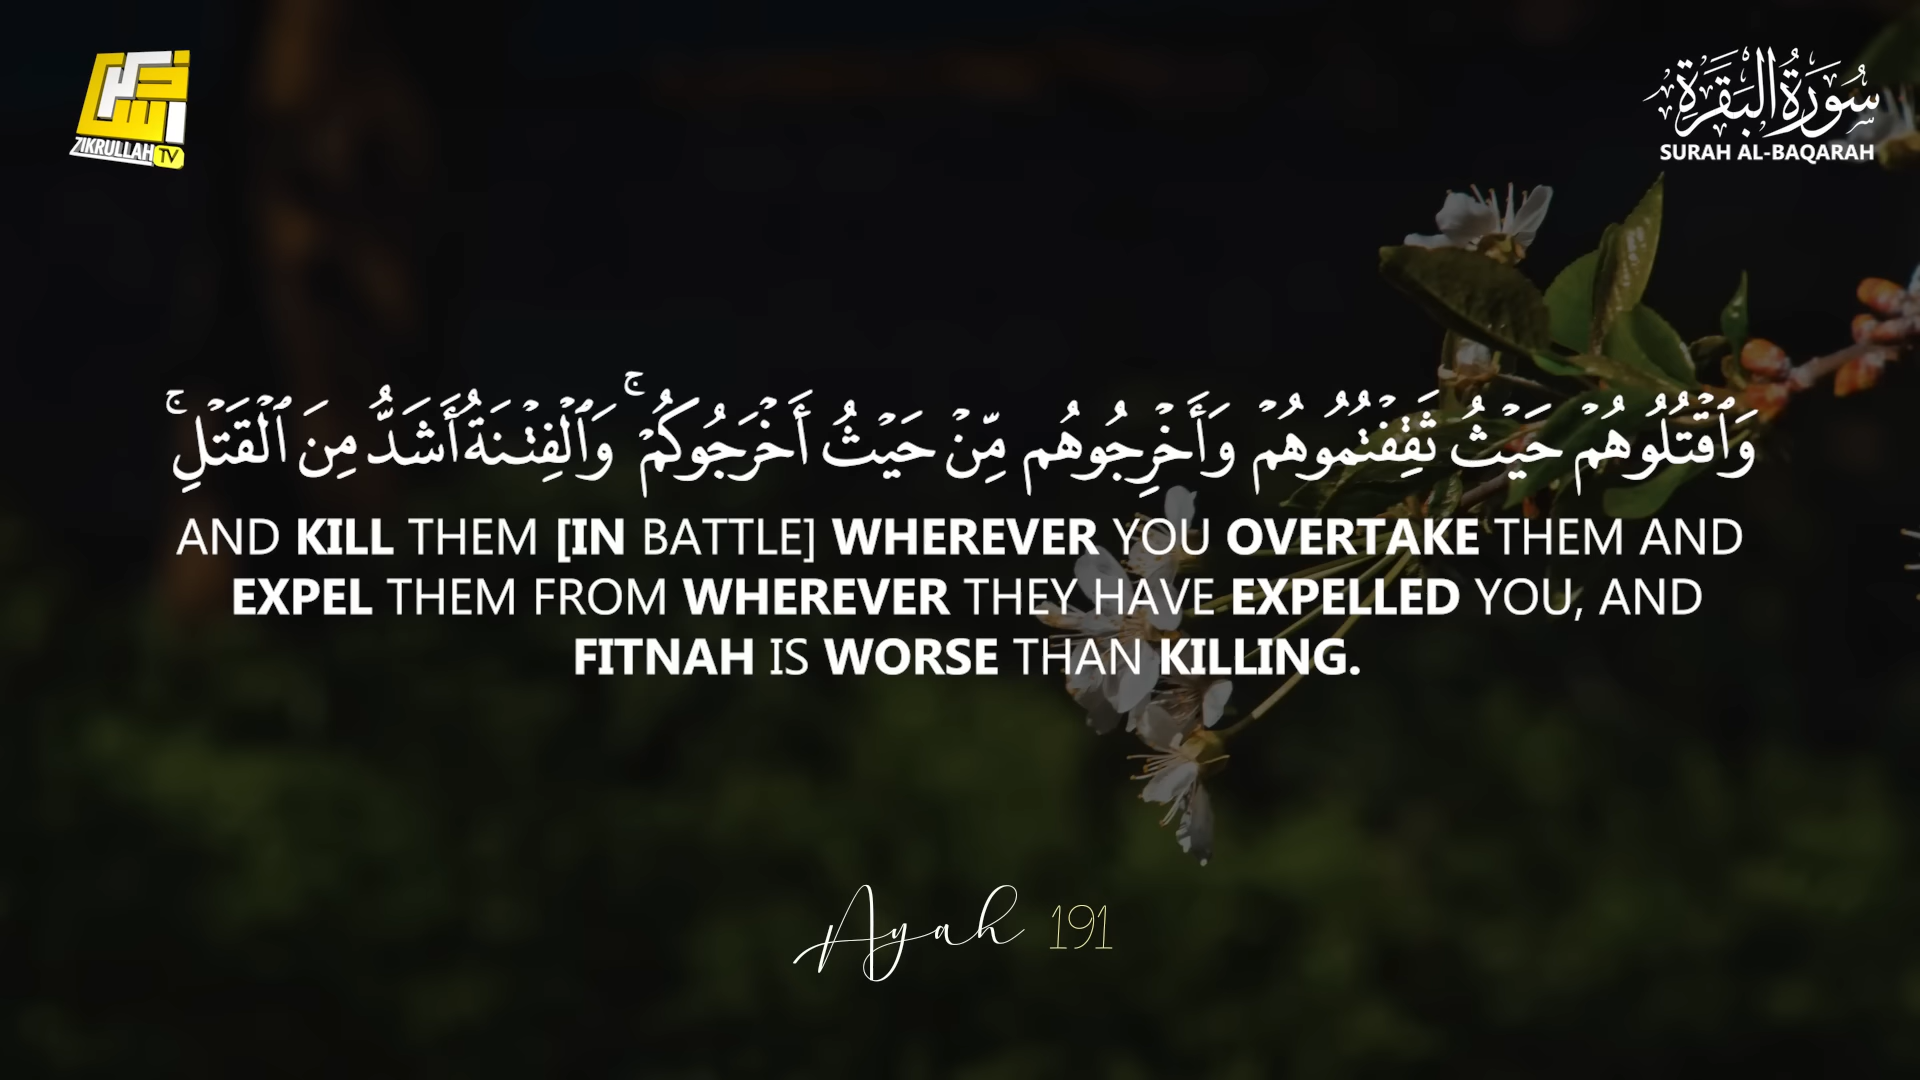 ذكر الله
ZIKRULLAH TV
سُورَةُ البَقَرَةِ
SURAH AL-BAQARAH
وَٱقْتُلُوهُمْ حَيْثُ ثَقِفْتُمُوهُمْ وَأَخْرِجُوهُم مِّنْ حَيْثُ أَخْرَجُوكُمْ ۚ وَٱلْفِتْنَةُ أَشَدُّ مِنَ ٱلْقَتْلِ ۚ
AND KILL THEM [IN BATTLE] WHEREVER YOU OVERTAKE THEM AND
EXPEL THEM FROM WHEREVER THEY HAVE EXPELLED YOU, AND
FITNAH IS WORSE THAN KILLING.
Ayah 191